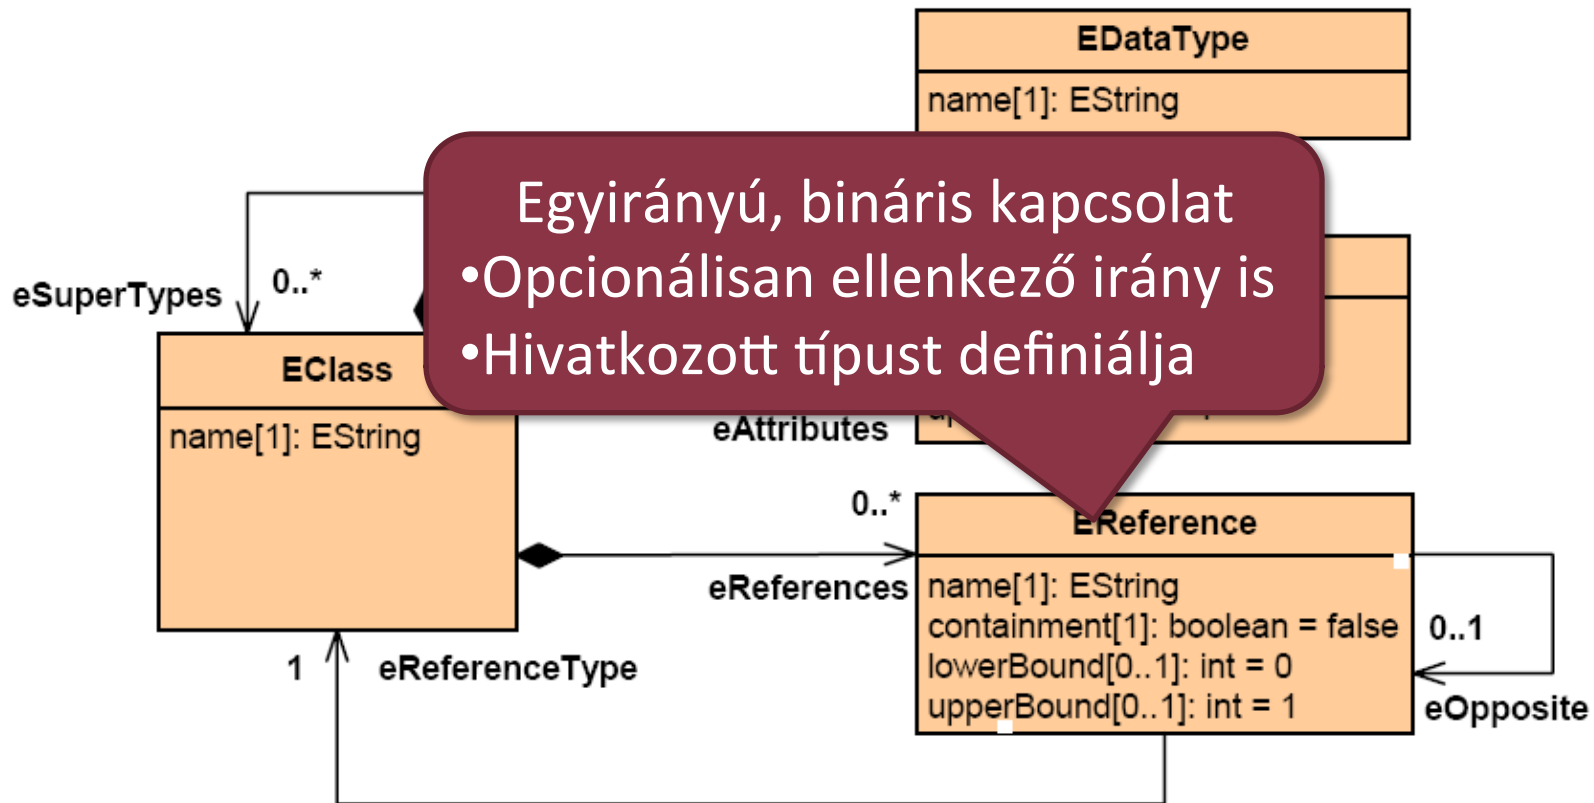 EDataType
name[1]: EString
Egyirányú, bináris kapcsolat
•Opcionálisan ellenkező irány is
•Hivatkozott típust definiálja
eSuperTypes
0..*
EClass
name[1]: EString
eAttributes
0..*
EReference
eReferences
name[1]: EString
containment[1]: boolean = false
lowerBound[0..1]: int = 0
upperBound[0..1]: int = 1
0..1
eOpposite
1
eReferenceType